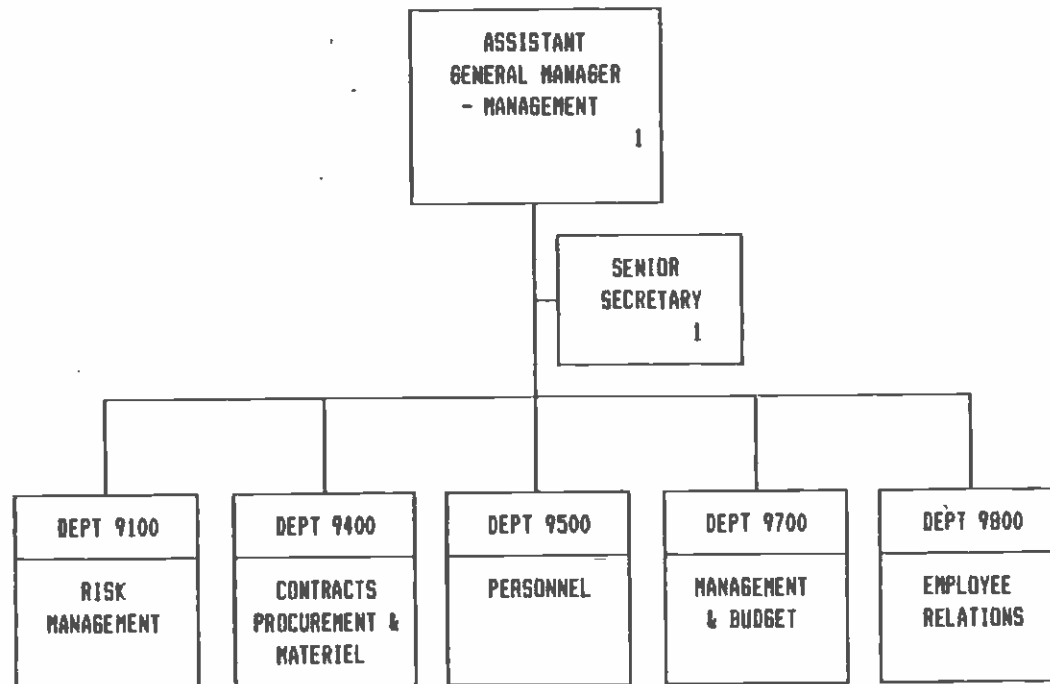 ASSISTANT
GENERAL MANAGER
- MANAGEMENT
1
SENIOR
SECRETARY
1
DEPT 9100
RISK
MANAGEMENT
DEPT 9400
CONTRACTS
PROCUREMENT &
MATERIEL
DEPT 9500
PERSONNEL
DEPT 9700
MANAGEMENT
& BUDGET
DEPT 9800
EMPLOYEE
RELATIONS